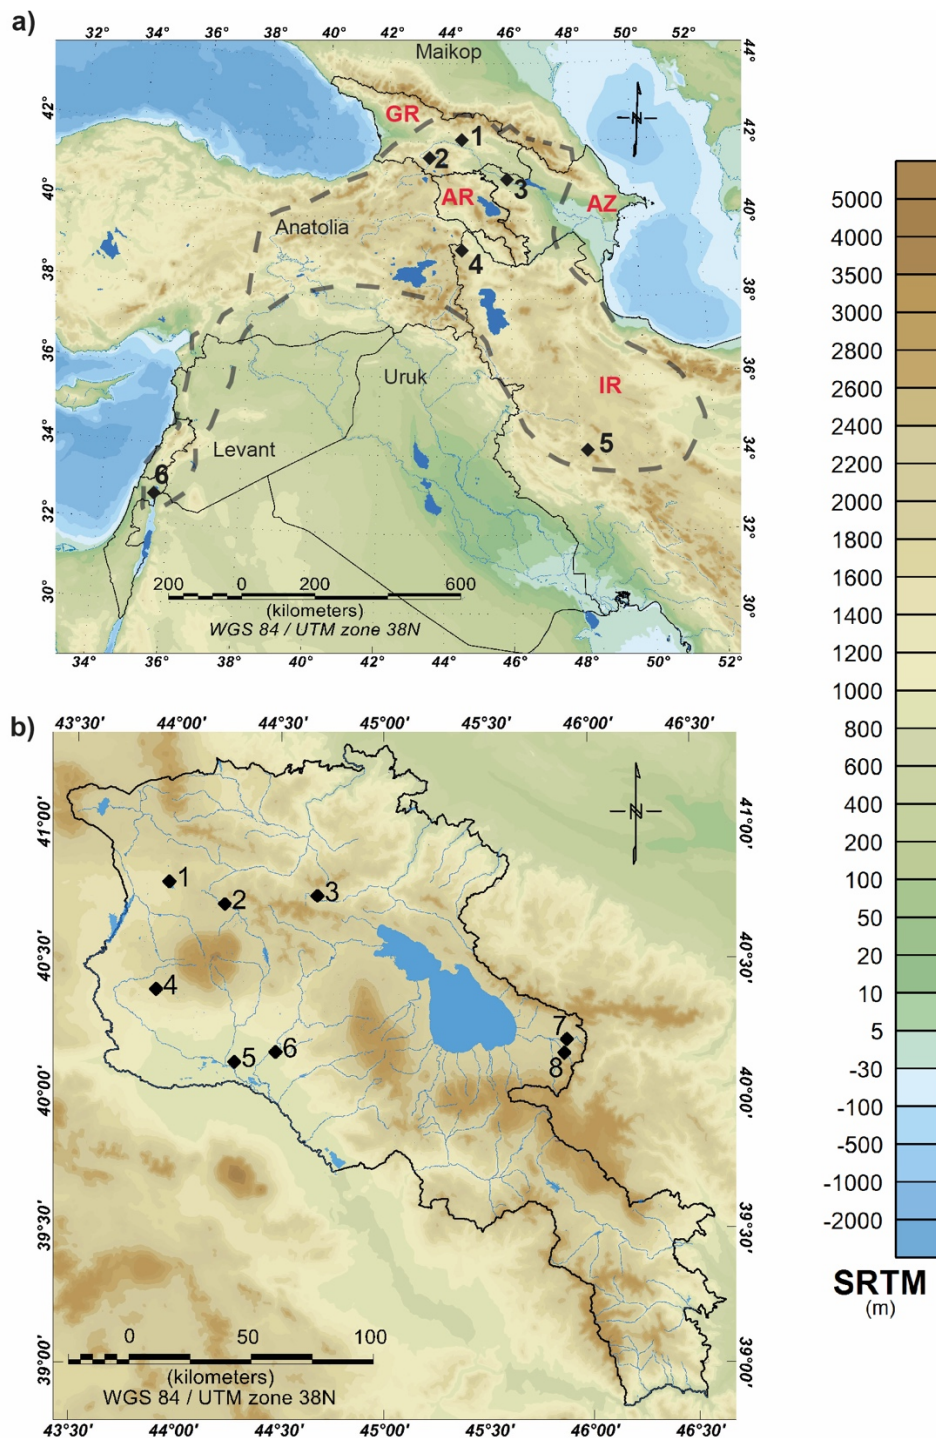 a)
32° 34° 36° 38° 40° 42° 44° 46° 48° 50° 52°
Maikop
44°
42°
42°
GR
1
N
2
3
AR
AZ
40°
40°
Anatolia
4
38°
38°
36°
36°
Uruk
IR
34°
34°
Levant
5
6
32°
32°
30°
30°
200 0 200 600
(kilometers)
WGS 84 / UTM zone 38N
34° 36° 38° 40° 42° 44° 46° 48° 50° 52°
b)
43°30' 44°00' 44°30' 45°00' 45°30' 46°00' 46°30'
41°00'
41°00'
N
1
2
3
40°30'
40°30'
4
5
6
7
8
40°00'
40°00'
39°30'
39°30'
39°00'
39°00'
0 50 100
(kilometers)
WGS 84 / UTM zone 38N
43°30' 44°00' 44°30' 45°00' 45°30' 46°00' 46°30'
5000
4000
3500
3000
2800
2600
2400
2200
2000
1800
1600
1400
1200
1000
800
600
400
200
100
50
20
10
5
-30
-100
-500
-1000
-2000
SRTM
(m)